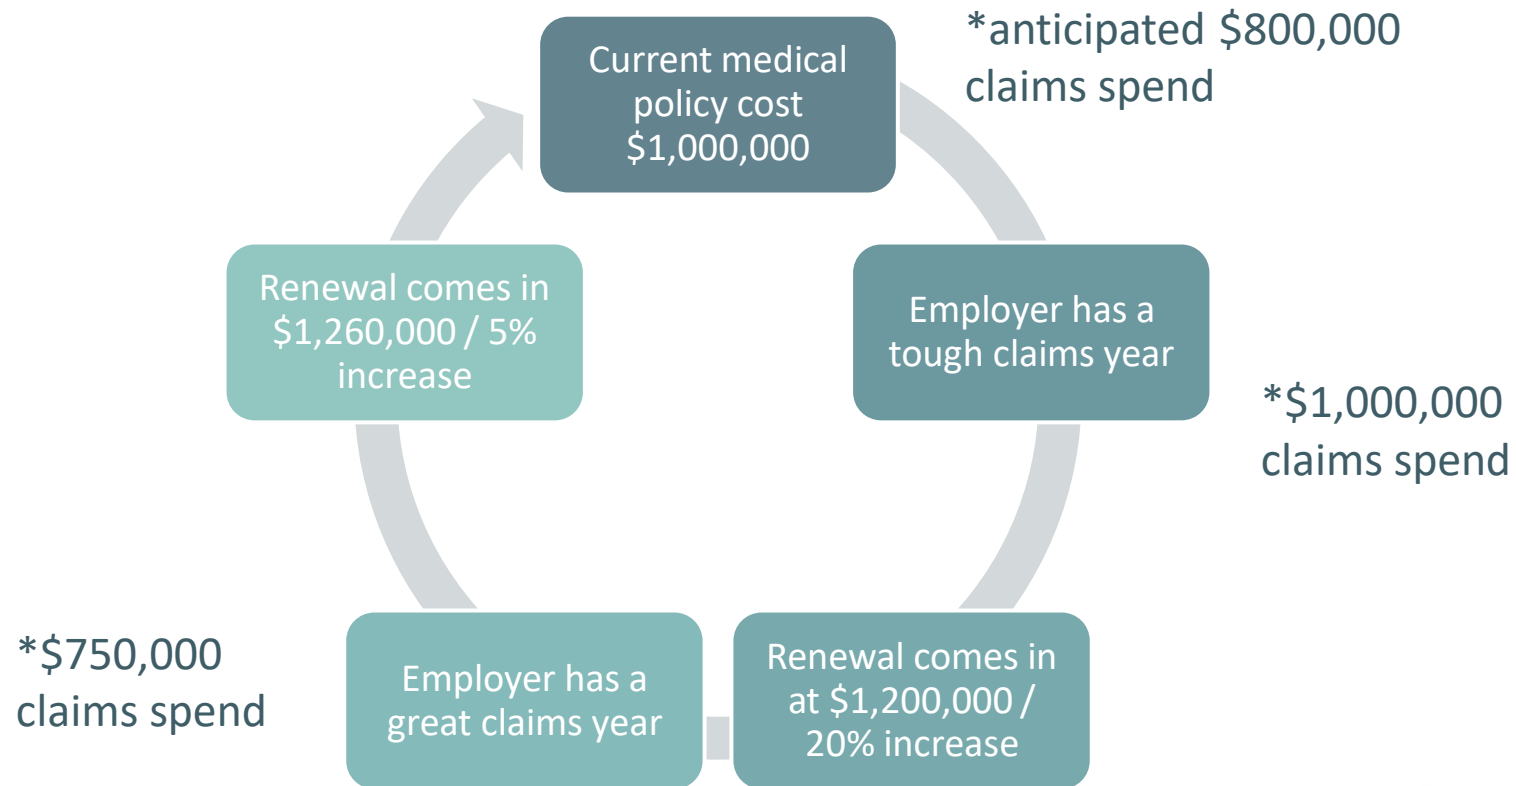 Current medical
policy cost
$1,000,000
*anticipated $800,000
claims spend
Employer has a
tough claims year
*$1,000,000
claims spend
Renewal comes in
at $1,200,000 /
20% increase
Employer has a
great claims year
*$750,000
claims spend
Renewal comes in
$1,260,000 / 5%
increase